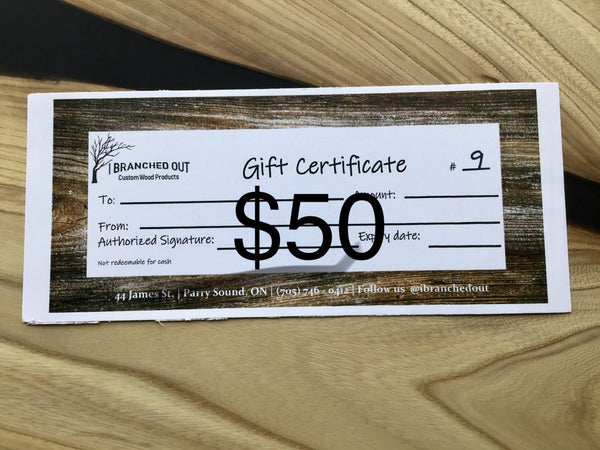 I BRANCHED OUT
Custom Wood Products
Gift Certificate
# 9
To:
Amount:
$50
From:
Authorized Signature:
Expiry date:
Not redeemable for cash
44 James St. | Parry Sound, ON | (705) 746 - 0412 | Follow us @ibranchedout